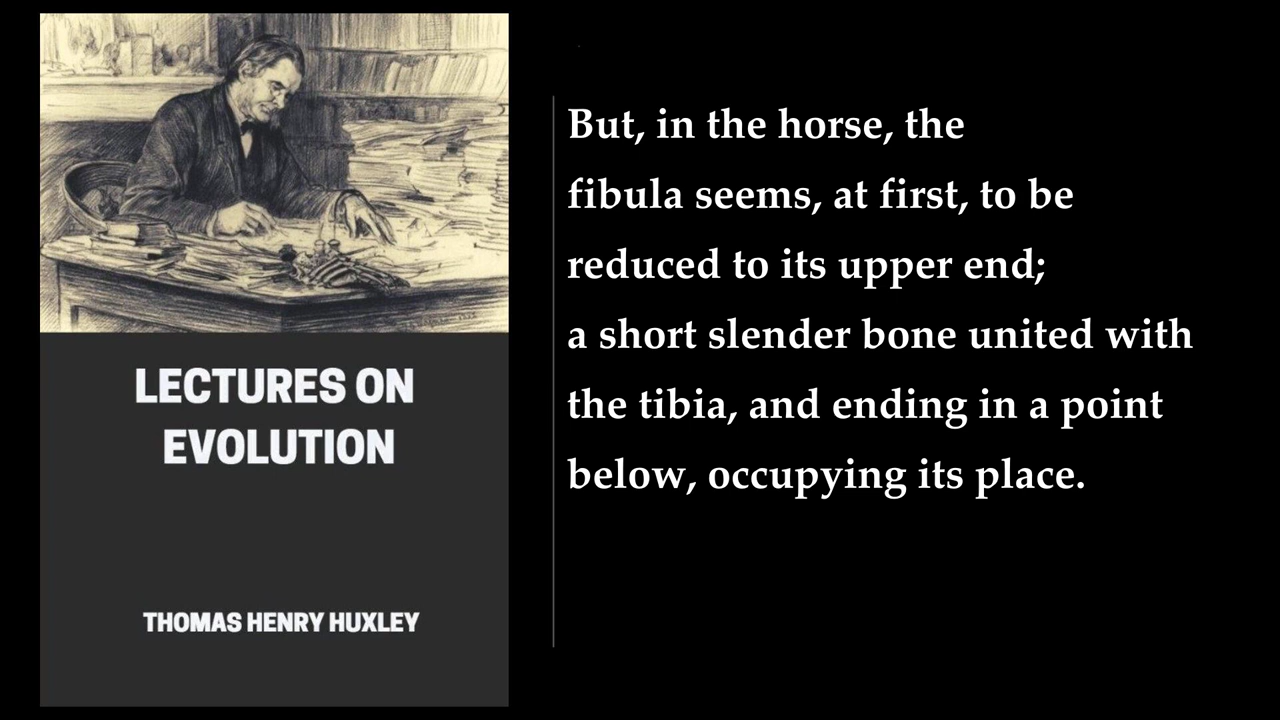 LECTURES ON
EVOLUTION
THOMAS HENRY HUXLEY
But, in the horse, the
fibula seems, at first, to be
reduced to its upper end;
a short slender bone united with
the tibia, and ending in a point
below, occupying its place.